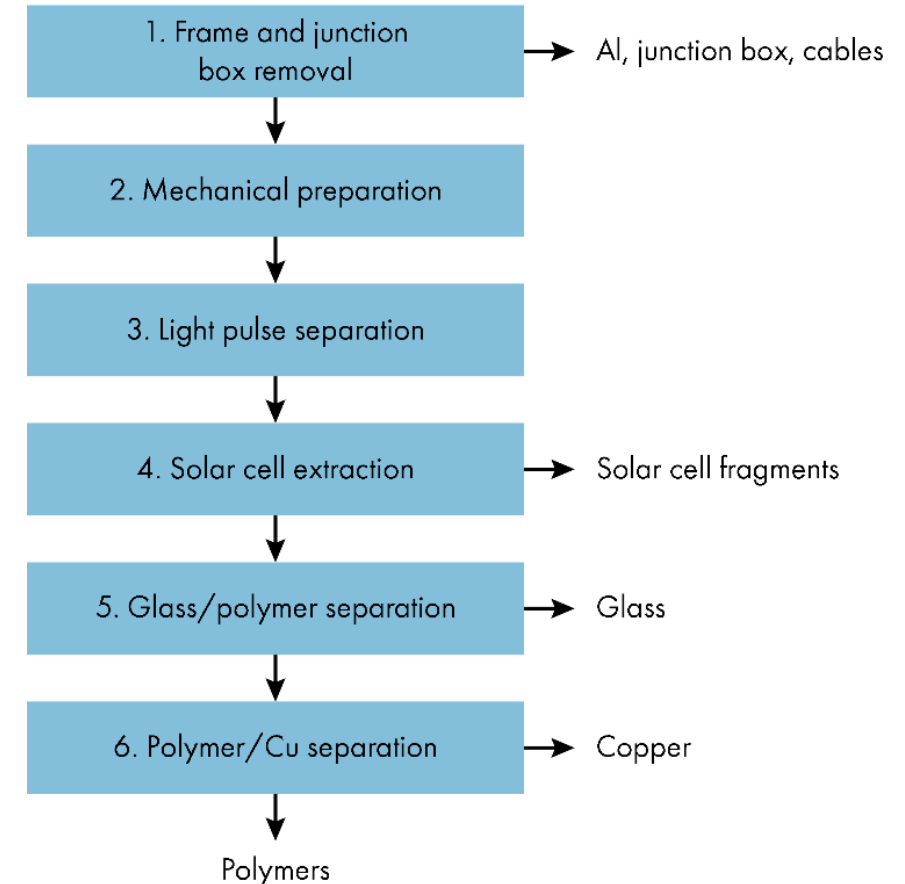 1. Frame and junction
box removal
Al, junction box, cables
2. Mechanical preparation
3. Light pulse separation
4. Solar cell extraction
Solar cell fragments
5. Glass/polymer separation
Glass
6. Polymer/Cu separation
Copper
Polymers